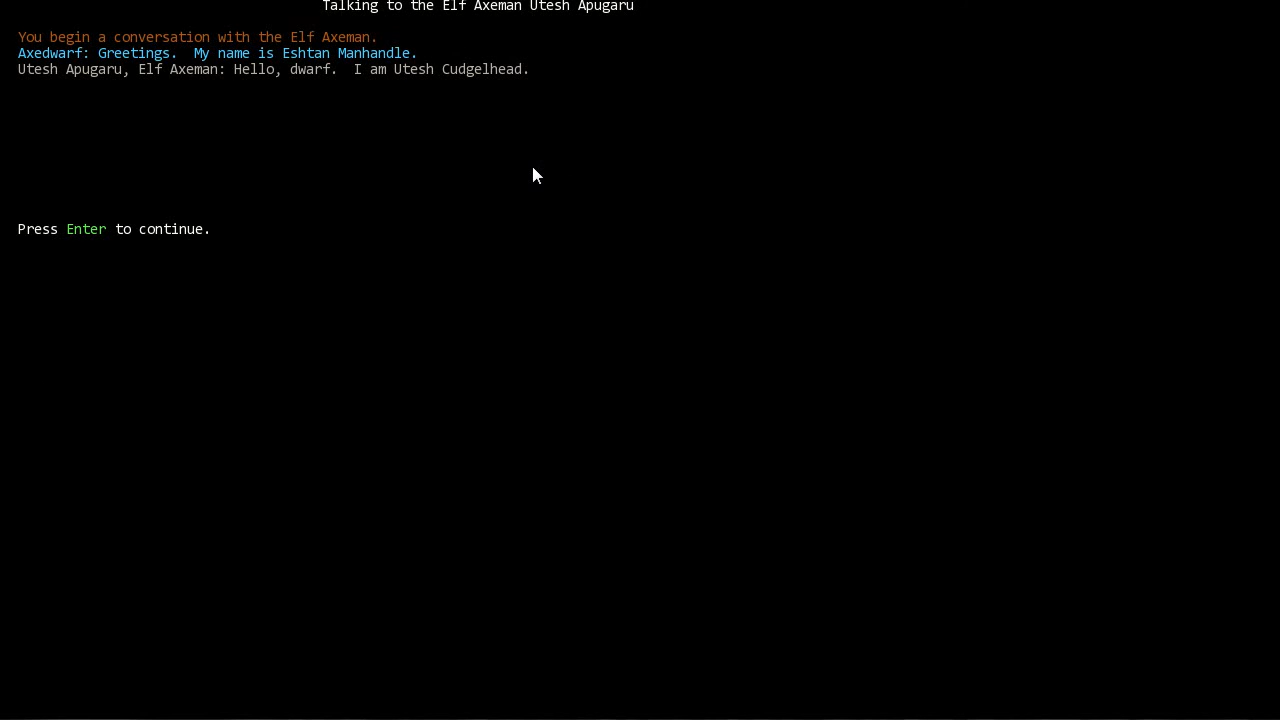 Talking to the Elf Axeman Utesh Apugaru
You begin a conversation with the Elf Axeman.
Axedwarf: Greetings.  My name is Eshtan Manhandle.
Utesh Apugaru, Elf Axeman: Hello, dwarf.  I am Utesh Cudgelhead.
Press Enter to continue.